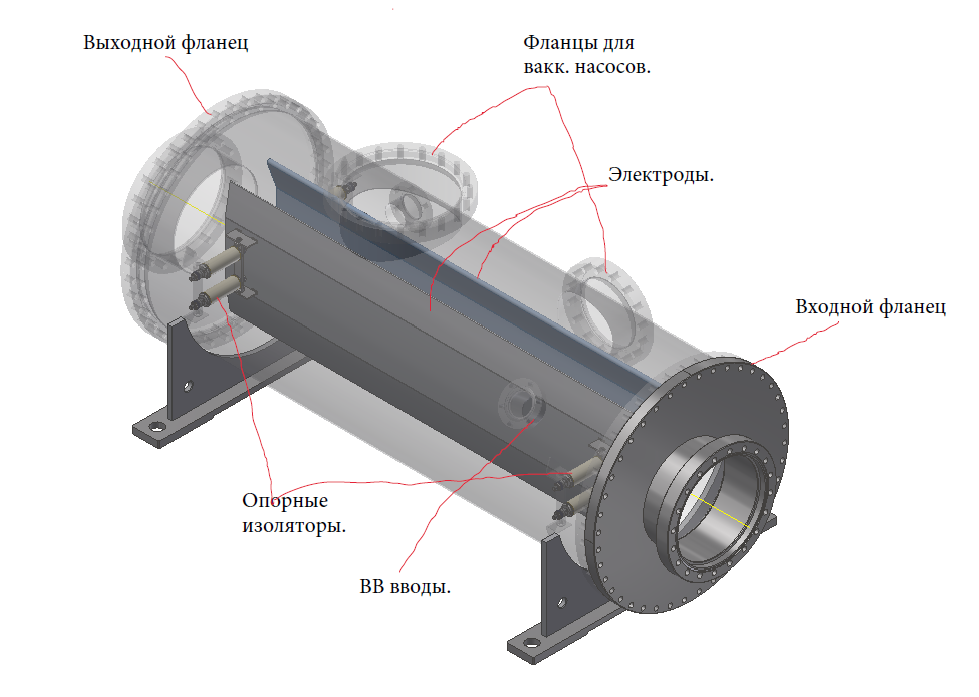 Выходной фланец
Фланцы для
вакк. насосов.
Электроды.
Входной фланец
Опорные
изоляторы.
ВВ вводы.